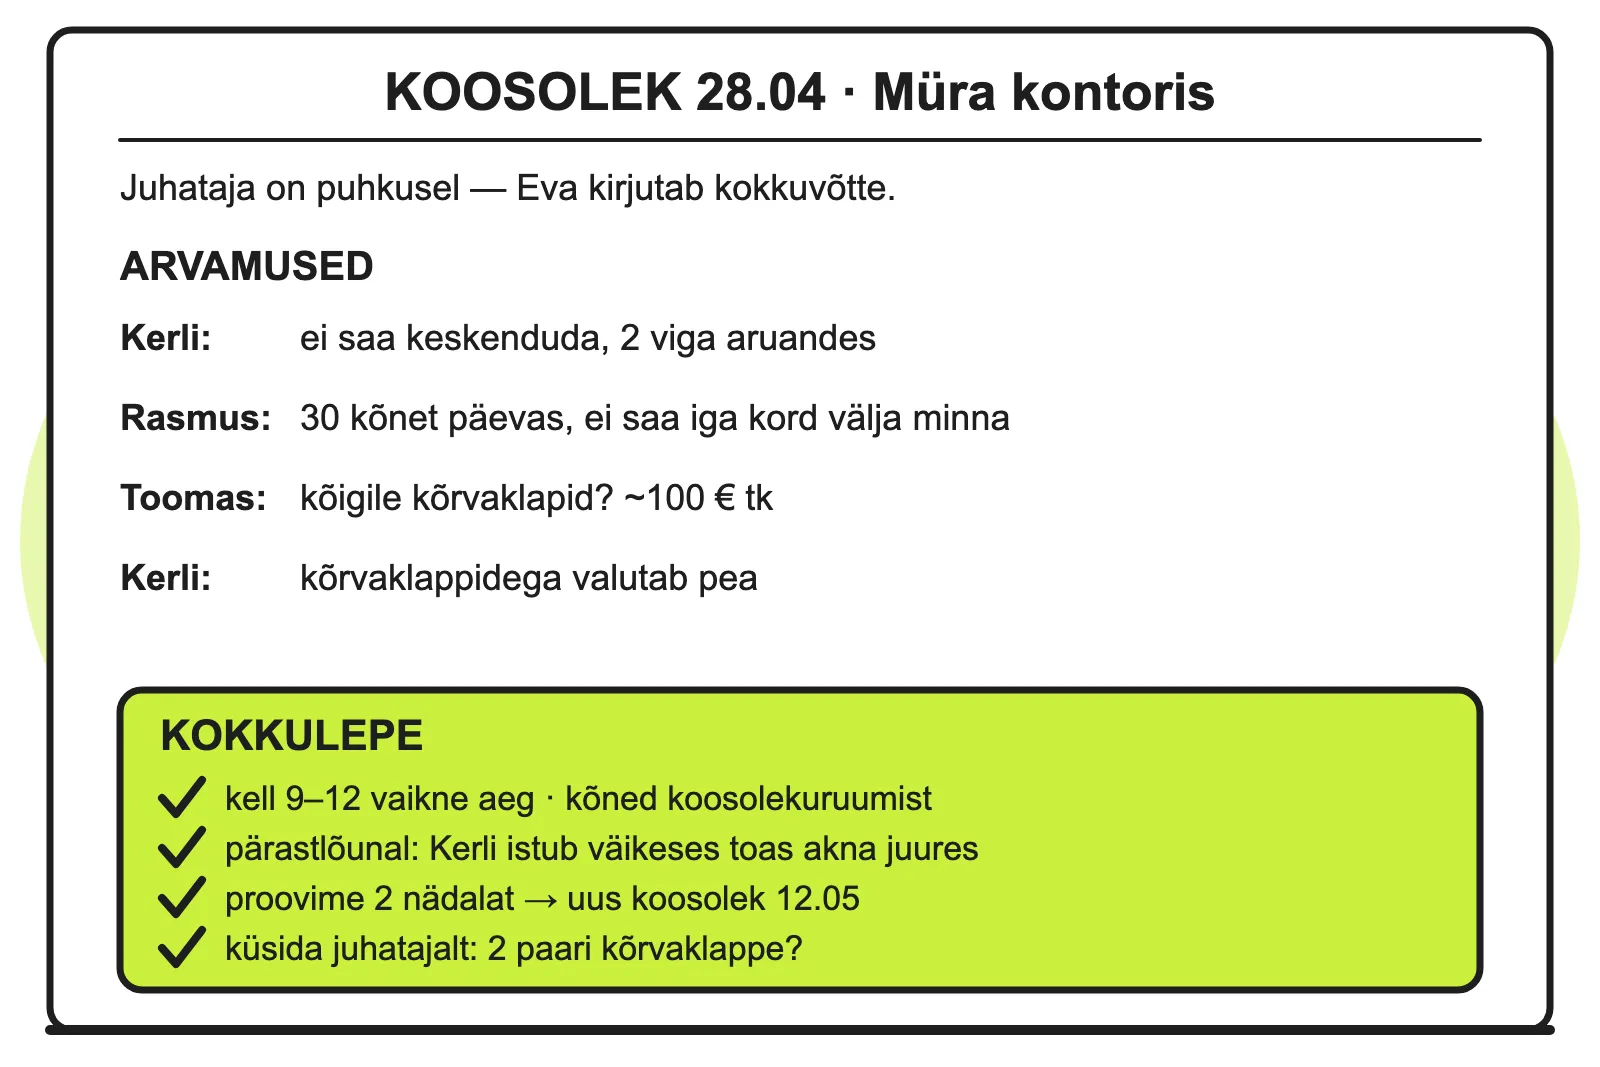 KOOSOLEK 28.04 · Müra kontoris
Juhataja on puhkusel — Eva kirjutab kokkuvõtte.
ARVAMUSED
Kerli: ei saa keskenduda, 2 viga aruandes
Rasmus: 30 kõnet päevas, ei saa iga kord välja minna
Toomas: kõigile kõrvaklapid? ~100 € tk
Kerli: kõrvaklappidega valutab pea
KOKKULEPE
kell 9–12 vaikne aeg · kõned koosolekuruumist
pärastlõunal: Kerli istub väikeses toas akna juures
proovime 2 nädalat → uus koosolek 12.05
küsida juhatajalt: 2 paari kõrvaklappe?